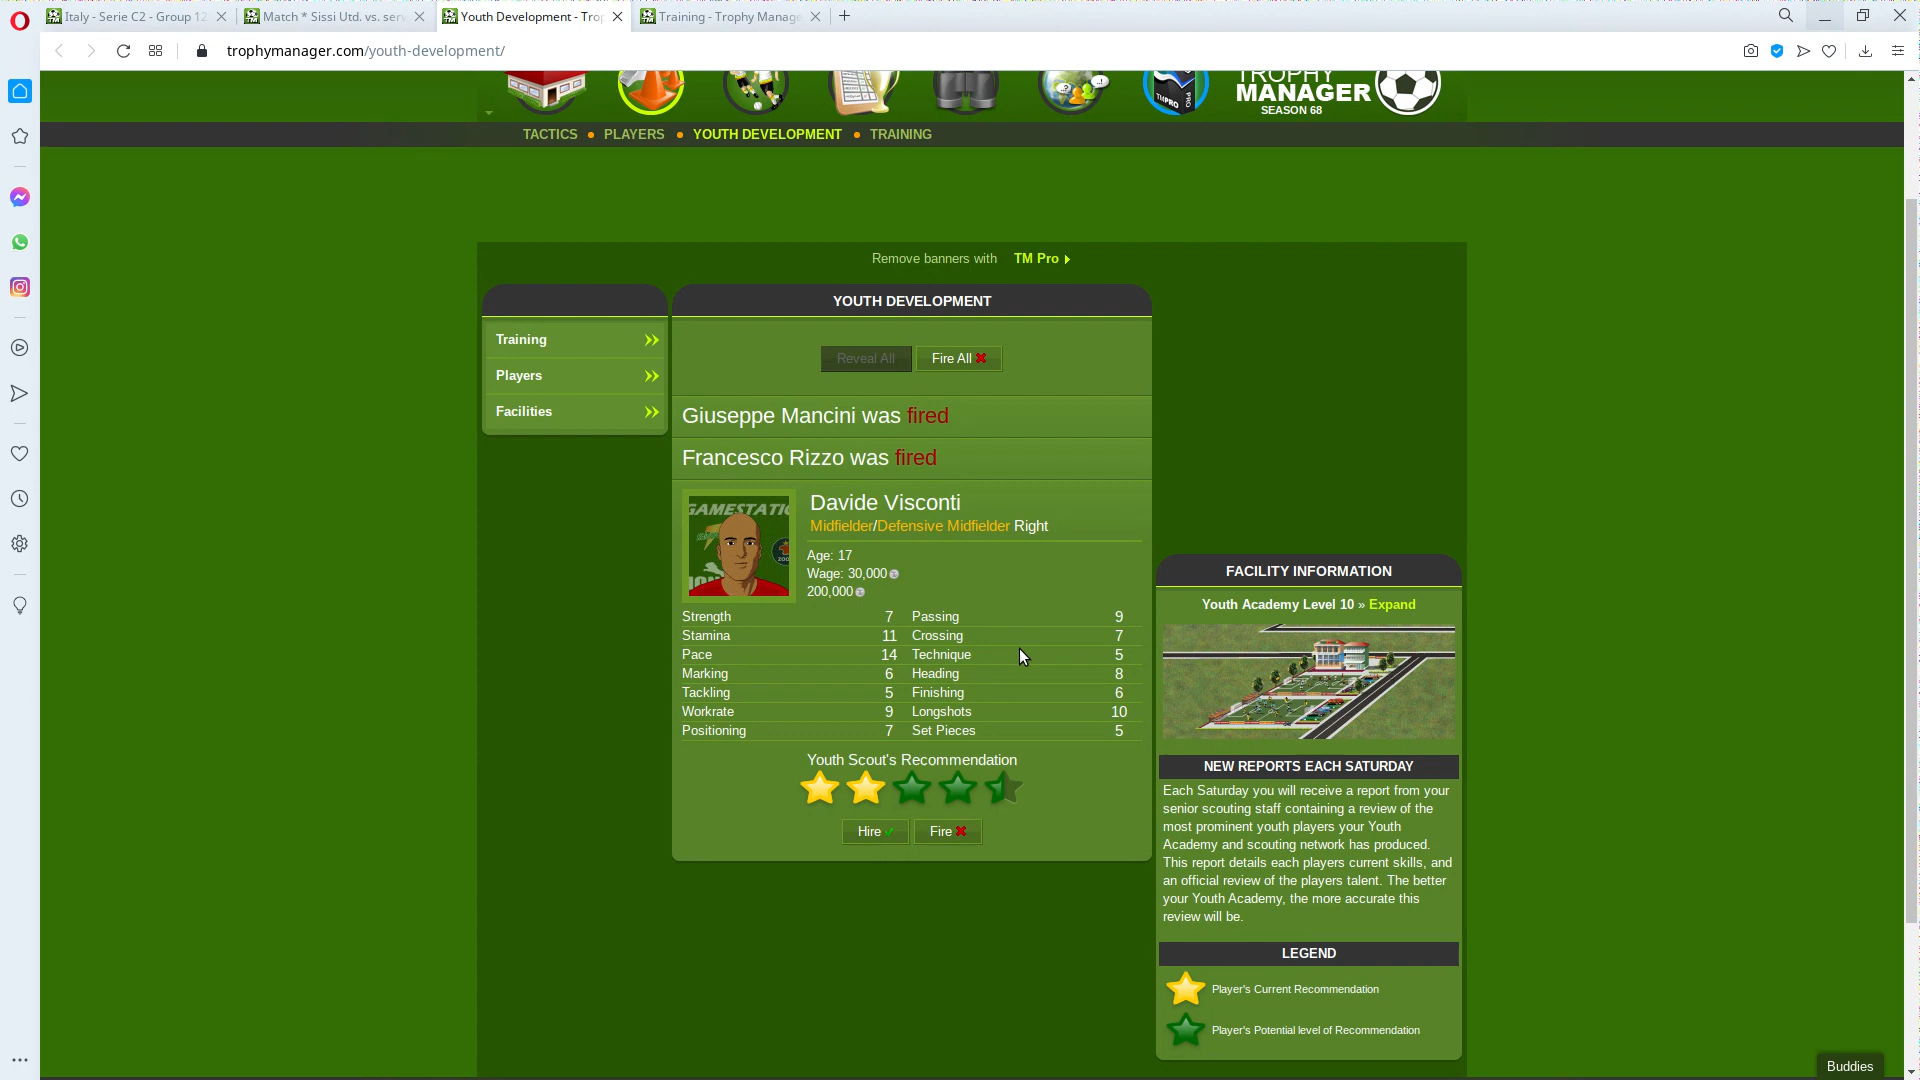 Italy - Serie C2 - Group 12
Match * Sissi Utd. vs. serv
Youth Development - Trop
Training - Trophy Manage
trophymanager.com/youth-development/
TMPRO
PRO
TROPHY
MANAGER
SEASON 68
TACTICS
PLAYERS
YOUTH DEVELOPMENT
TRAINING
Remove banners with TM Pro
YOUTH DEVELOPMENT
Training
Players
Facilities
Reveal All
Fire All
Giuseppe Mancini was fired
Francesco Rizzo was fired
GAMESTATI
Davide Visconti
Midfielder/Defensive Midfielder Right
Age: 17
Wage: 30,000
200,000
Strength 7 Passing 9
Stamina 11 Crossing 7
Pace 14 Technique 5
Marking 6 Heading 8
Tackling 5 Finishing 6
Workrate 9 Longshots 10
Positioning 7 Set Pieces 5
Youth Scout's Recommendation
Hire
Fire
FACILITY INFORMATION
Youth Academy Level 10 » Expand
NEW REPORTS EACH SATURDAY
Each Saturday you will receive a report from your
senior scouting staff containing a review of the
most prominent youth players your Youth
Academy and scouting network has produced.
This report details each players current skills, and
an official review of the players talent. The better
your Youth Academy, the more accurate this
review will be.
LEGEND
Player's Current Recommendation
Player's Potential level of Recommendation
Buddies